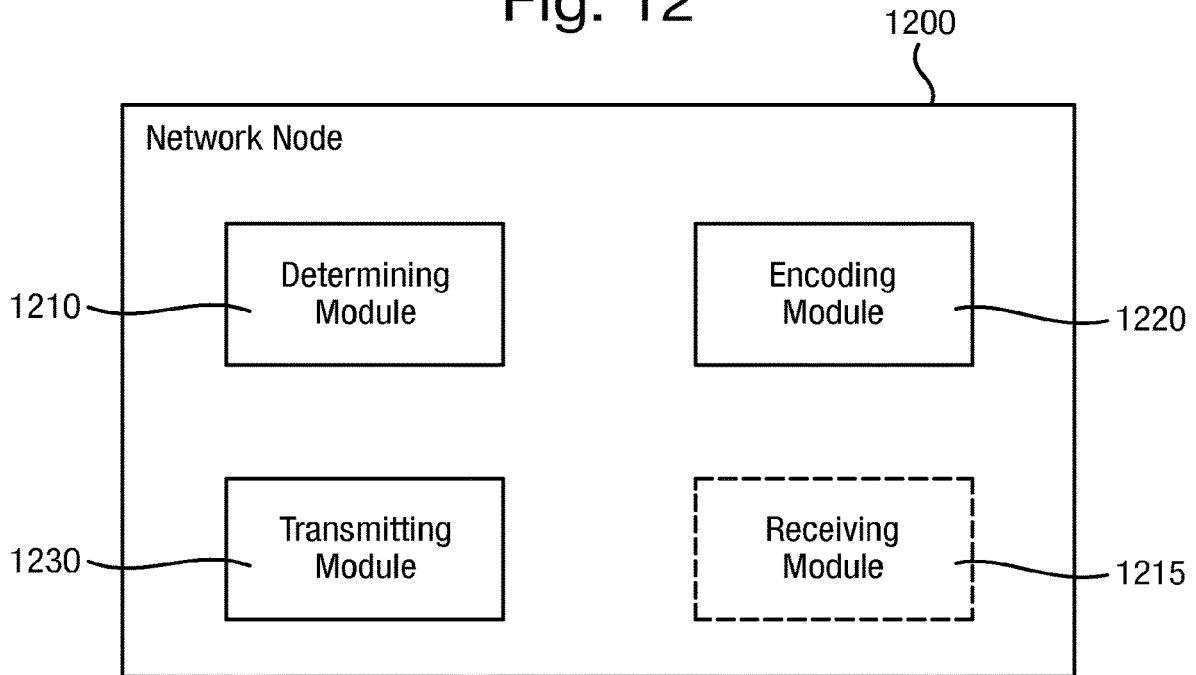 Fig. 12
1200
Network Node
Determining
Module
Encoding
Module
1210
1220
Transmitting
Module
Receiving
Module
1230
1215